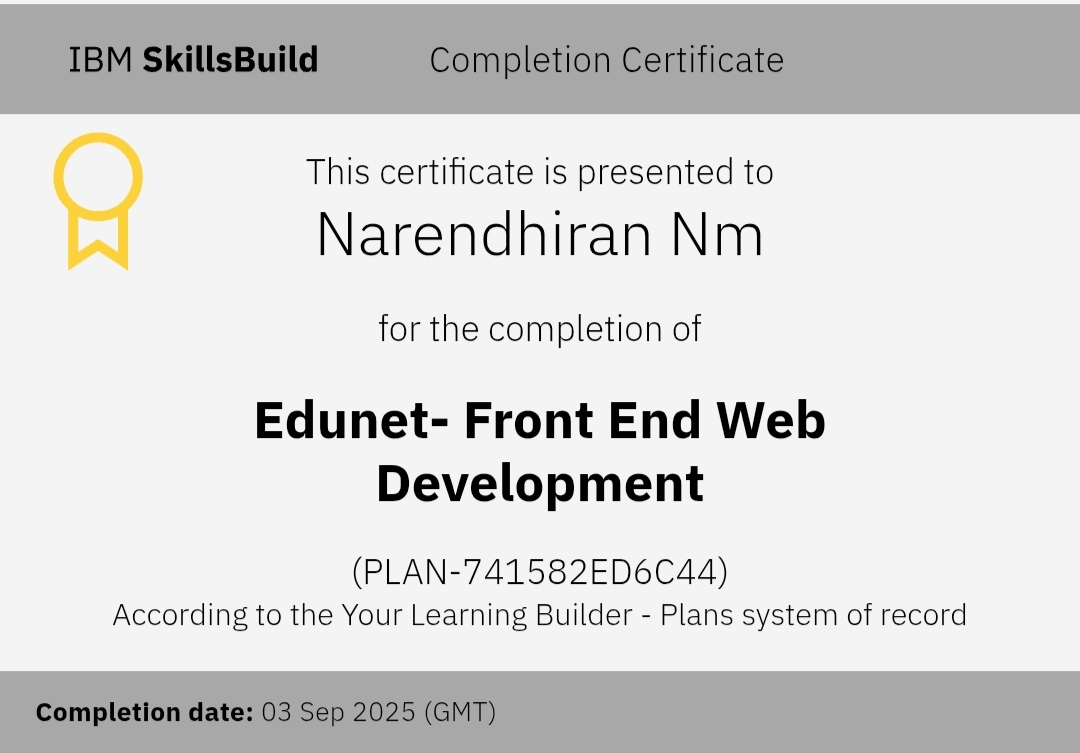 IBM SkillsBuild Completion Certificate
This certificate is presented to
Narendhiran Nm
for the completion of
Edunet- Front End Web
Development
(PLAN-741582ED6C44)
According to the Your Learning Builder - Plans system of record
Completion date: 03 Sep 2025 (GMT)